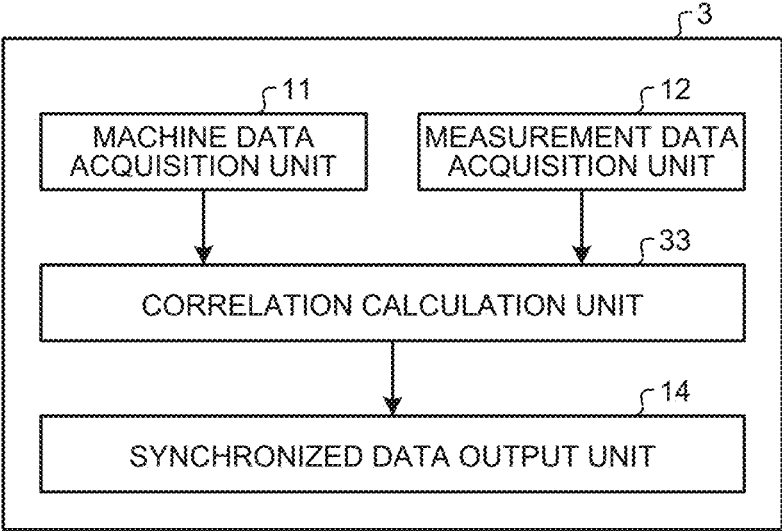 3
11
12
MACHINE DATA
ACQUISITION UNIT
MEASUREMENT DATA
ACQUISITION UNIT
33
CORRELATION CALCULATION UNIT
14
SYNCHRONIZED DATA OUTPUT UNIT